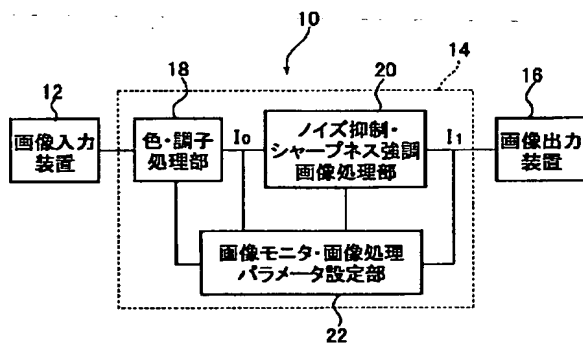 10
14
12
18
20
16
画像入力
装置
色・調子
処理部
I0
ノイズ抑制・
シャープネス強調
画像処理部
I1
画像出力
装置
画像モニタ・画像処理
パラメータ設定部
22